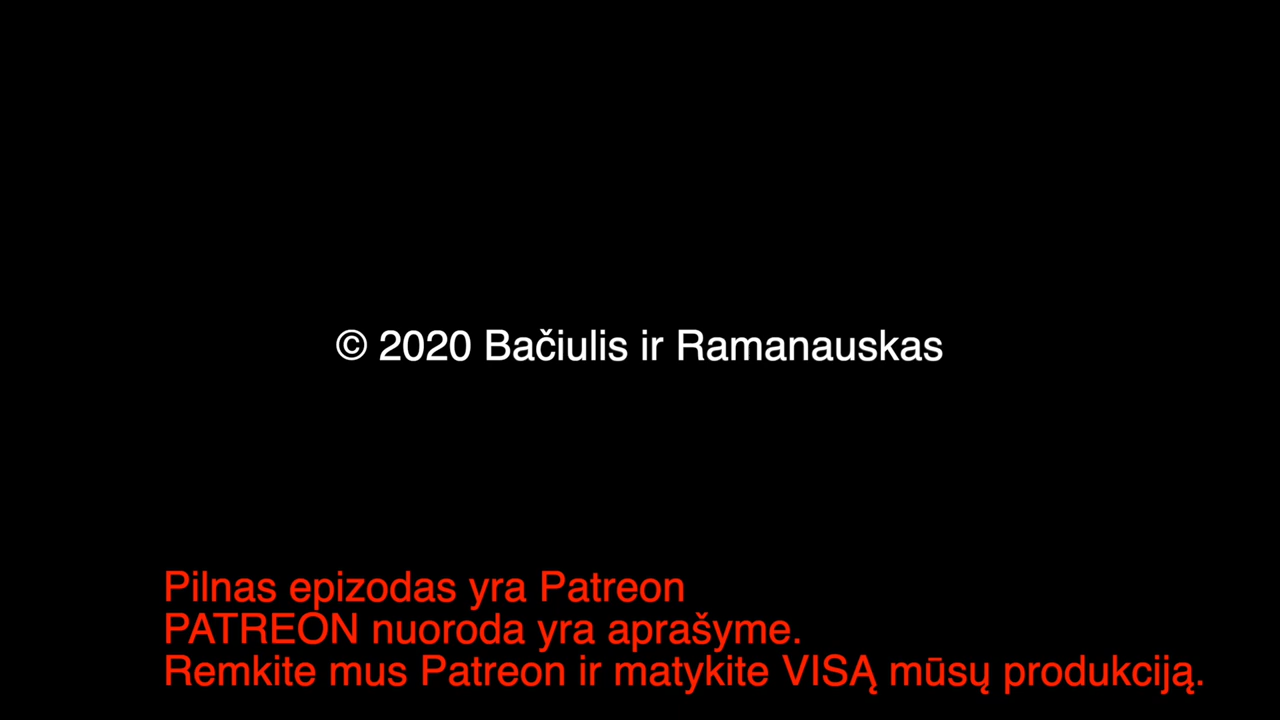 © 2020 Bačiulis ir Ramanauskas
Pilnas epizodas yra Patreon
PATREON nuoroda yra aprašyme.
Remkite mus Patreon ir matykite VISĄ mūsų produkciją.